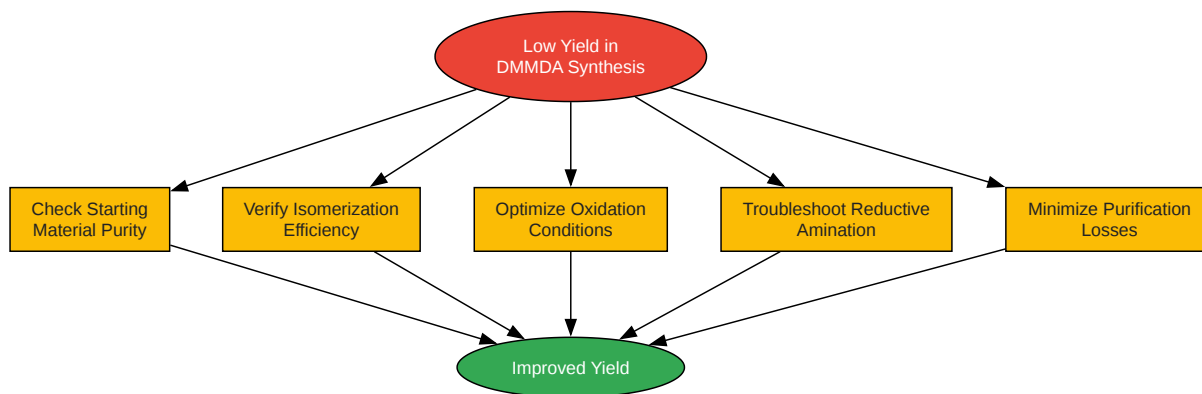 Low Yield in
DMMDA Synthesis
Check Starting
Material Purity
Verify Isomerization
Efficiency
Optimize Oxidation
Conditions
Troubleshoot Reductive
Amination
Minimize Purification
Losses
Improved Yield